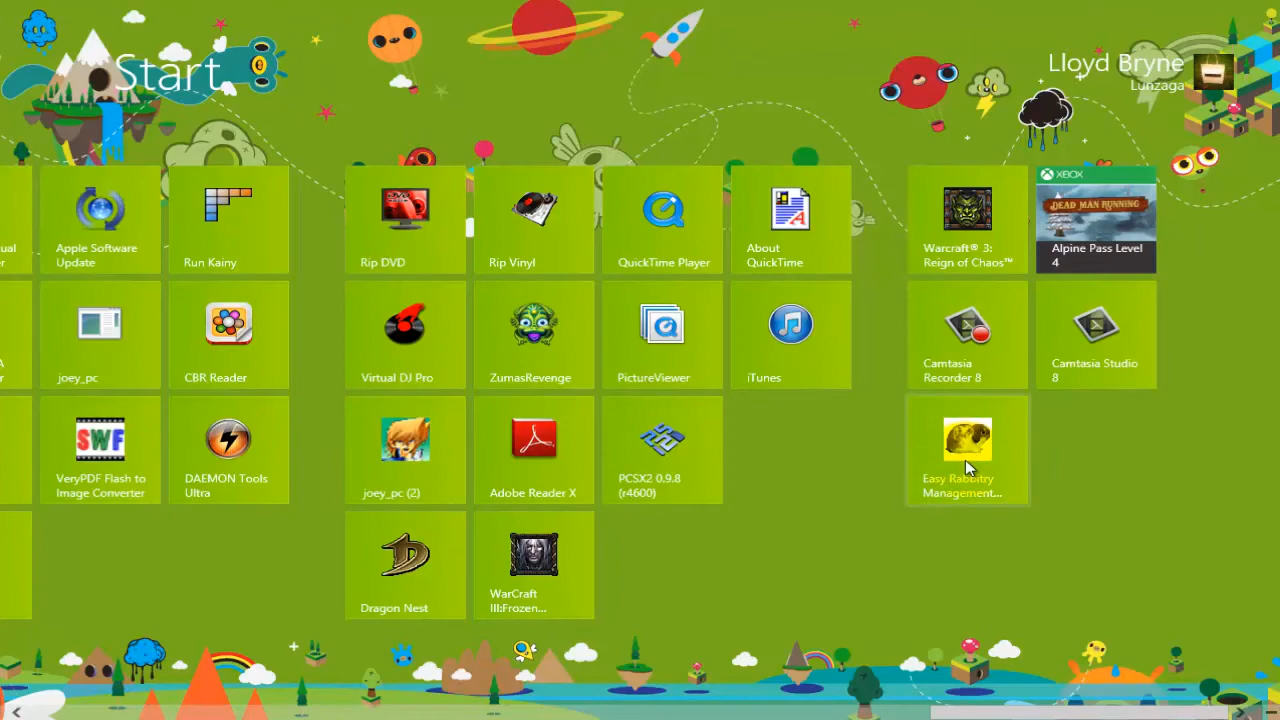 Start
Lloyd Bryne
Lunzaga
ual
r
Apple Software
Update
Run Kainy
Rip DVD
Rip Vinyl
QuickTime Player
About
QuickTime
Warcraft® 3:
Reign of Chaos™
XBOX
DEAD MAN RUNNING
Alpine Pass Level
4
A
r
joey_pc
CBR Reader
Virtual DJ Pro
ZumasRevenge
PictureViewer
iTunes
Camtasia
Recorder 8
Camtasia Studio
8
SWF
VeryPDF Flash to
Image Converter
DAEMON Tools
Ultra
joey_pc (2)
Adobe Reader X
PCSX2 0.9.8
(r4600)
Easy Rabbitry
Management...
Dragon Nest
WarCraft
III:Frozen...